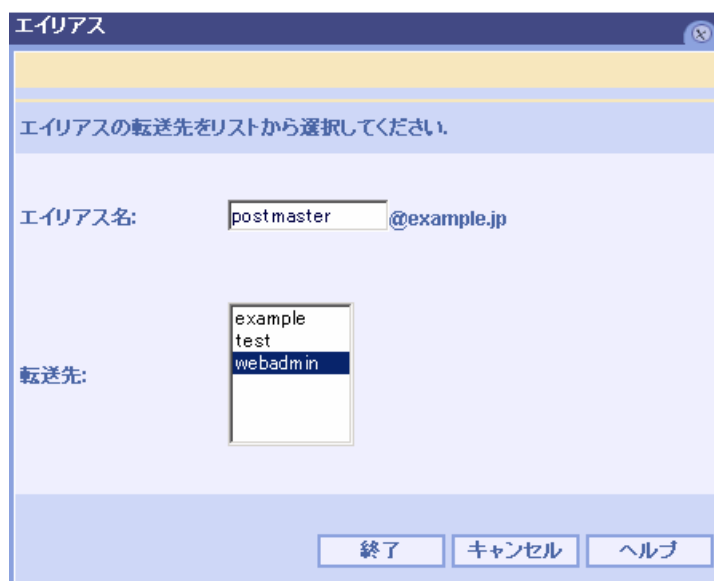 エイリアス
エイリアスの転送先をリストから選択してください.
エイリアス名: postmaster @example.jp
example
test
webadmin
転送先:
終了 キャンセル ヘルプ